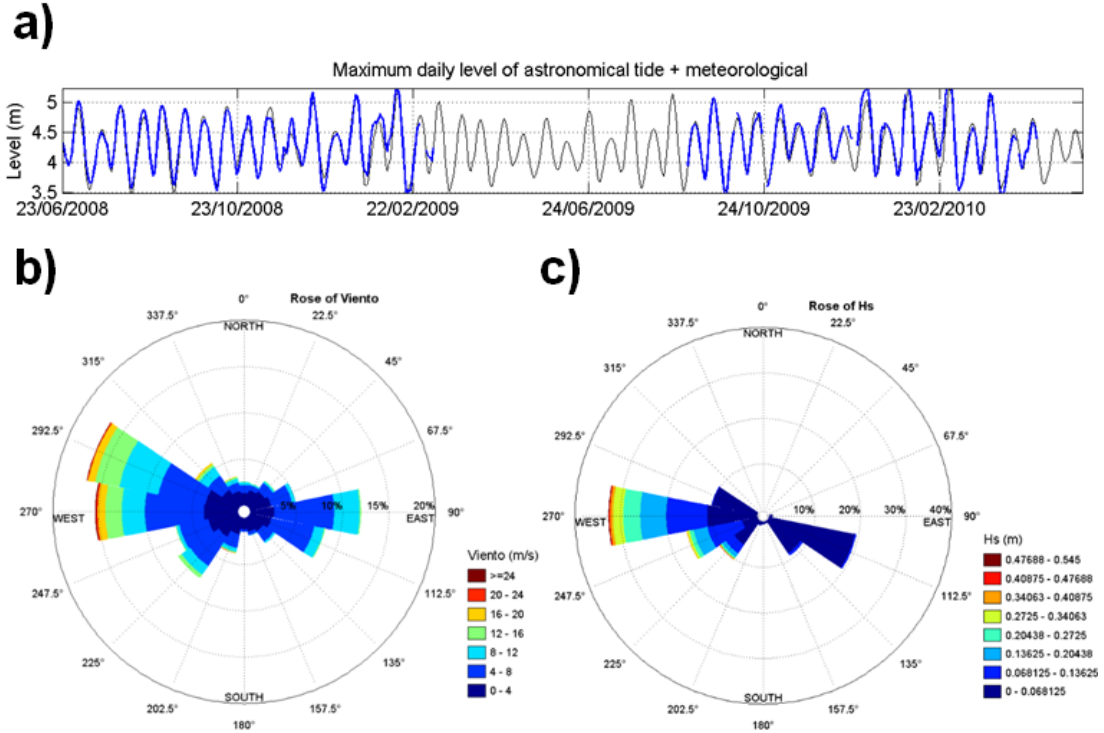 a)
Maximum daily level of astronomical tide + meteorological
Level (m)
5
4.5
4
3.5
23/06/2008 23/10/2008 22/02/2009 24/06/2009 24/10/2009 23/02/2010
b)
Rose of Viento
0°
22.5°
45°
67.5°
90°
112.5°
135°
157.5°
180°
202.5°
225°
247.5°
270°
292.5°
315°
337.5°
NORTH
WEST
EAST
SOUTH
5% 10% 15% 20%
Viento (m/s)
>=24
20 - 24
16 - 20
12 - 16
8 - 12
4 - 8
0 - 4
c)
Rose of Hs
0°
22.5°
45°
67.5°
90°
112.5°
135°
157.5°
180°
202.5°
225°
247.5°
270°
292.5°
315°
337.5°
NORTH
WEST
EAST
SOUTH
10% 20% 30% 40%
Hs (m)
0.47688 - 0.545
0.40875 - 0.47688
0.34063 - 0.40875
0.2725 - 0.34063
0.20438 - 0.2725
0.13625 - 0.20438
0.068125 - 0.13625
0 - 0.068125